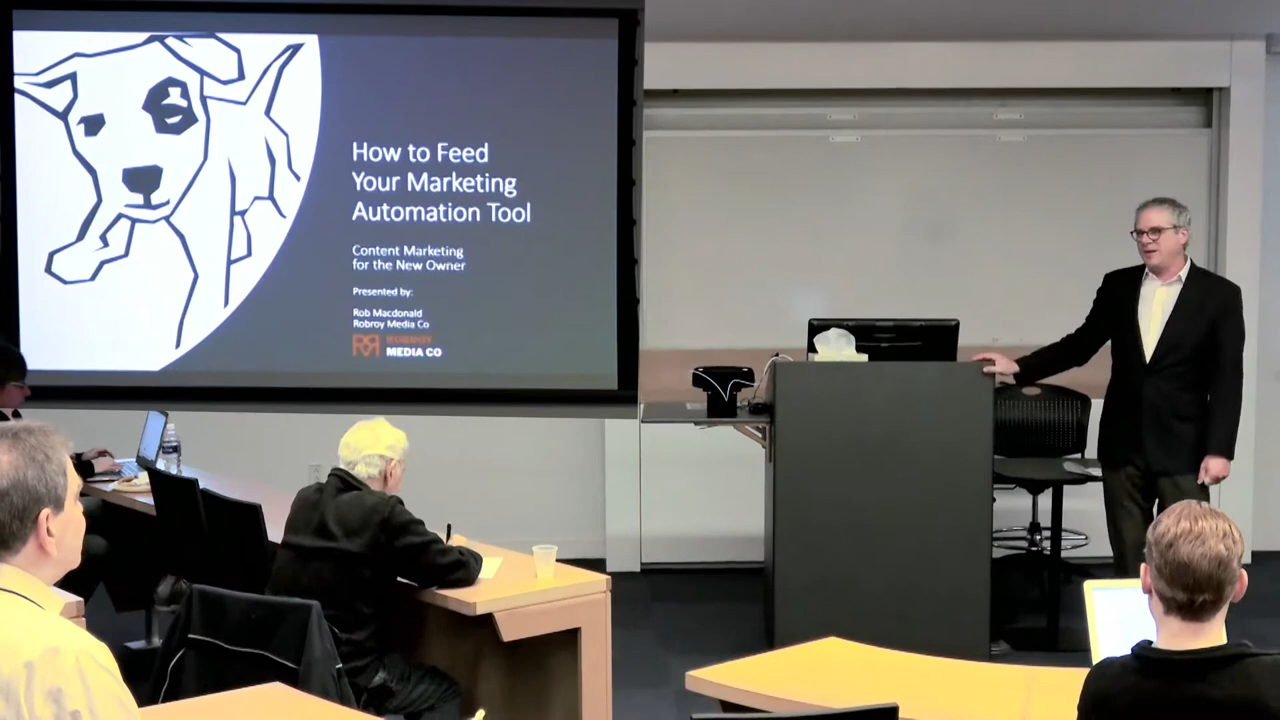 How to Feed
Your Marketing
Automation Tool
Content Marketing
for the New Owner
Presented by:
Rob Macdonald
Robroy Media Co
ROBROY
MEDIA CO